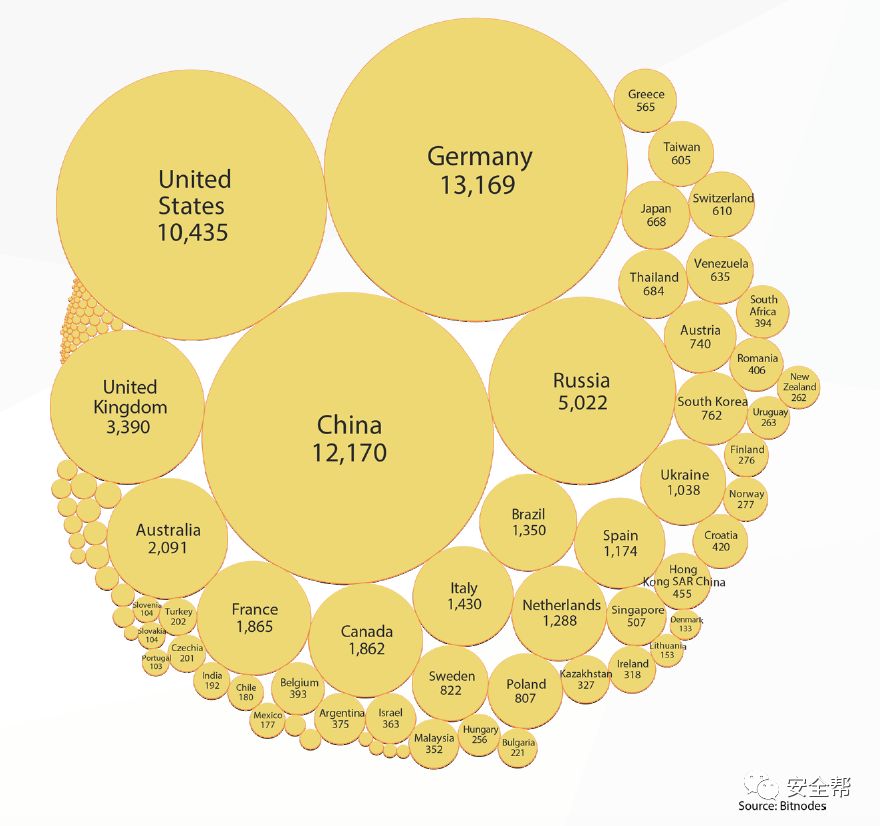 Greece
565
Germany
13,169
United
States
10,435
Taiwan
605
Switzerland
610
Japan
668
Venezuela
635
Thailand
684
South
Africa
394
Austria
740
Romania
406
New
Zealand
262
Russia
5,022
South Korea
762
Uruguay
263
United
Kingdom
3,390
China
12,170
Finland
276
Ukraine
1,038
Norway
277
Brazil
1,350
Australia
2,091
Spain
1,174
Croatia
420
Hong
Kong SAR China
455
Italy
1,430
Netherlands
1,288
Singapore
507
Denmark
133
Slovenia
104
Turkey
202
France
1,865
Canada
1,862
Slovakia
104
Lithuania
153
Czechia
201
Portugal
103
Ireland
318
India
192
Chile
180
Belgium
393
Sweden
822
Poland
807
Kazakhstan
327
Mexico
177
Argentina
375
Israel
363
Malaysia
352
Hungary
256
Bulgaria
221
安全帮
Source: Bitnodes